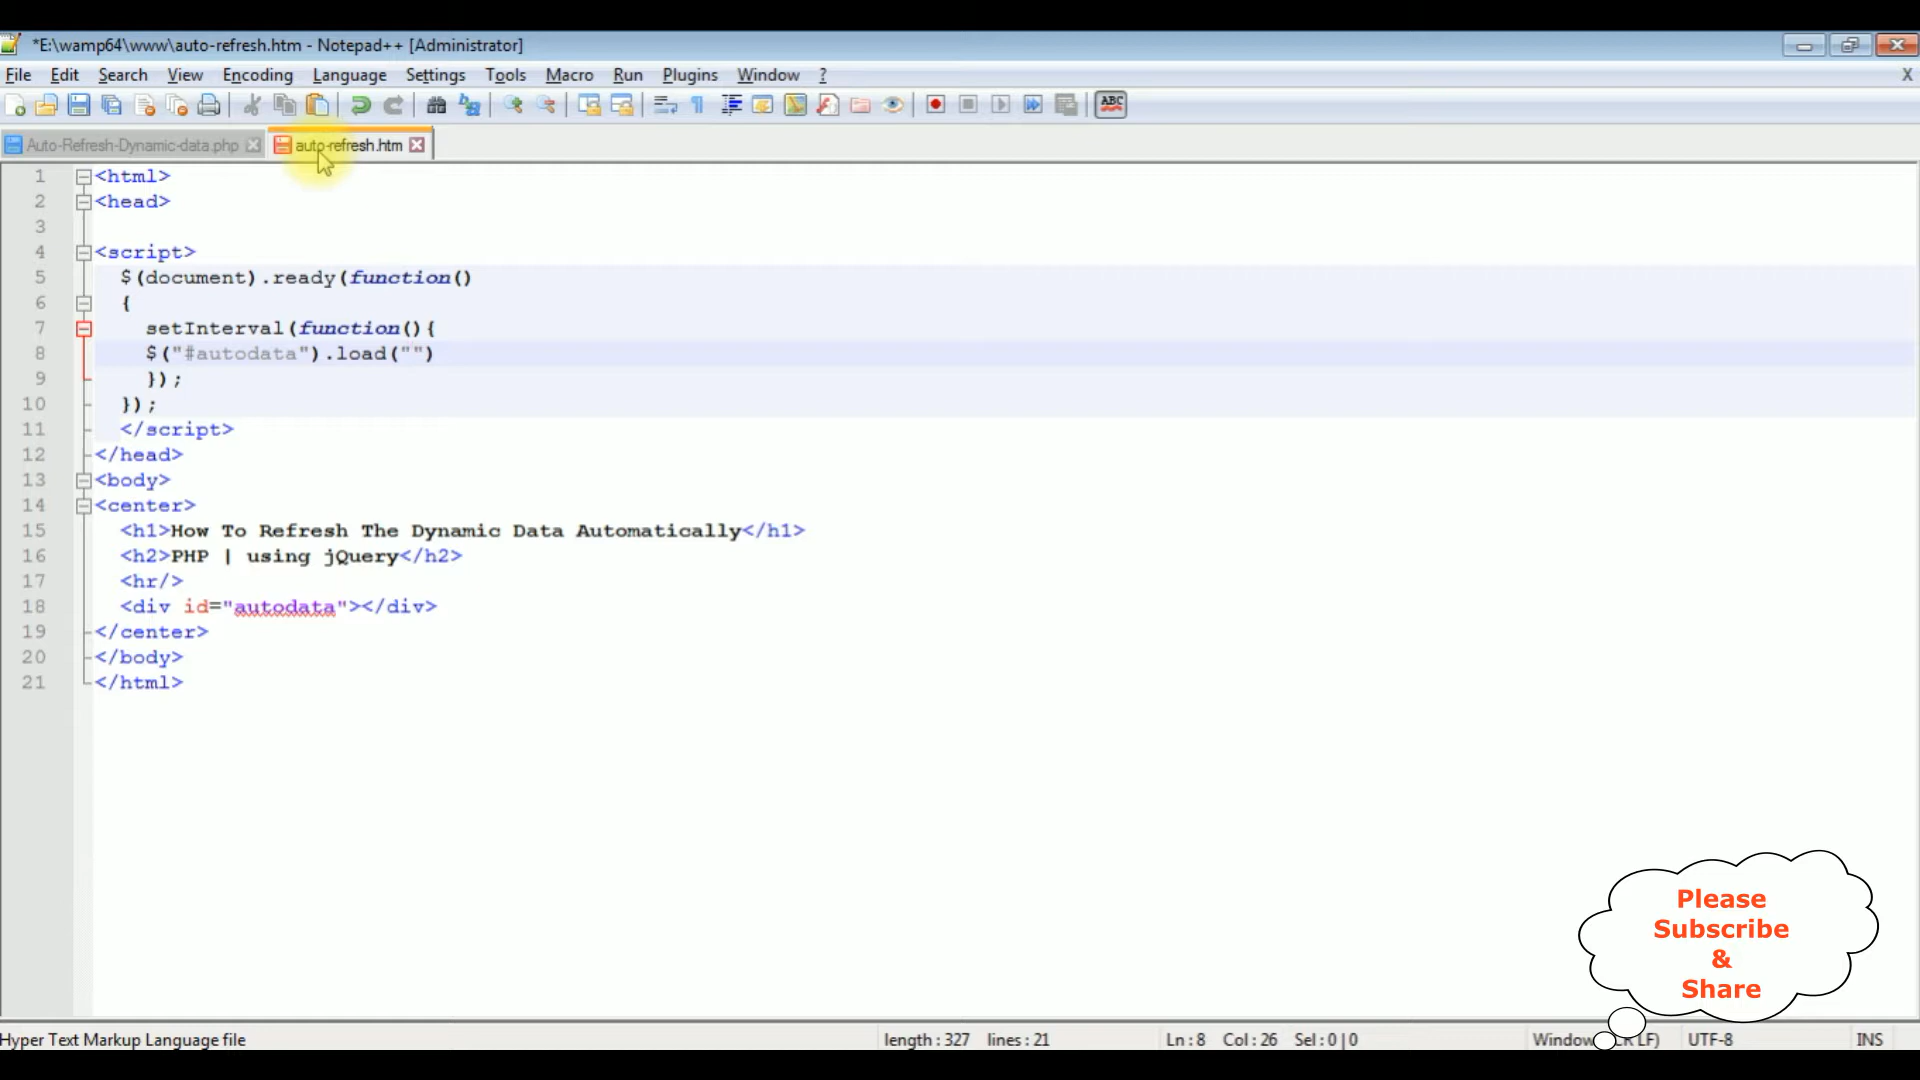 *E:\wamp64\www\auto-refresh.htm - Notepad++ [Administrator]
File Edit Search View Encoding Language Settings Tools Macro Run Plugins Window ? X
ABC
Auto-Refresh-Dynamic-data.php auto-refresh.htm
1 <html>
2 <head>
3
4 <script>
5 $(document).ready(function()
6 {
7 setInterval(function(){
8 $("#autodata").load("")
9 });
10 });
11 </script>
12 </head>
13 <body>
14 <center>
15 <h1>How To Refresh The Dynamic Data Automatically</h1>
16 <h2>PHP | using jQuery</h2>
17 <hr/>
18 <div id="autodata"></div>
19 </center>
20 </body>
21 </html>
Please
Subscribe
&
Share
Hyper Text Markup Language file length : 327 lines : 21 Ln : 8 Col : 26 Sel : 0 | 0 Window LF) UTF-8 INS